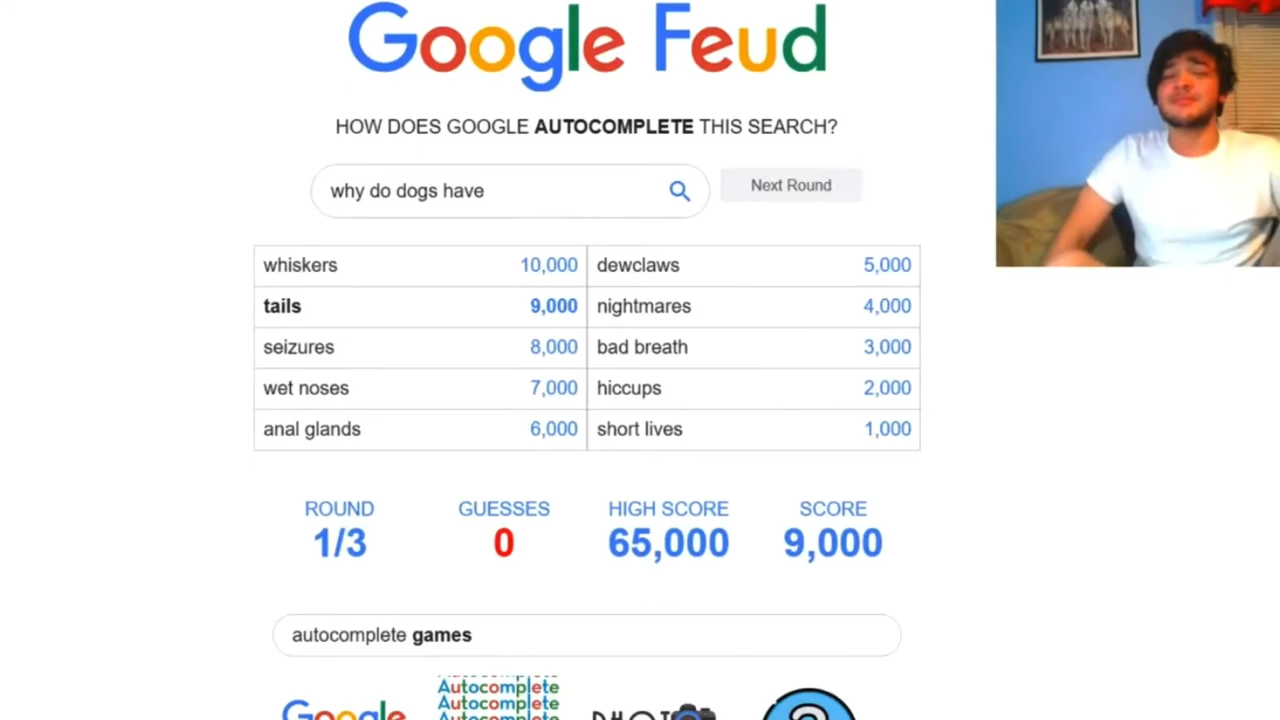 Google Feud
HOW DOES GOOGLE AUTOCOMPLETE THIS SEARCH?
why do dogs have
Next Round
whiskers 10,000 dewclaws 5,000
tails 9,000 nightmares 4,000
seizures 8,000 bad breath 3,000
wet noses 7,000 hiccups 2,000
anal glands 6,000 short lives 1,000
ROUND GUESSES HIGH SCORE SCORE
1/3 0 65,000 9,000
autocomplete games
Autocomplete
Autocomplete
Autocomplete
Google